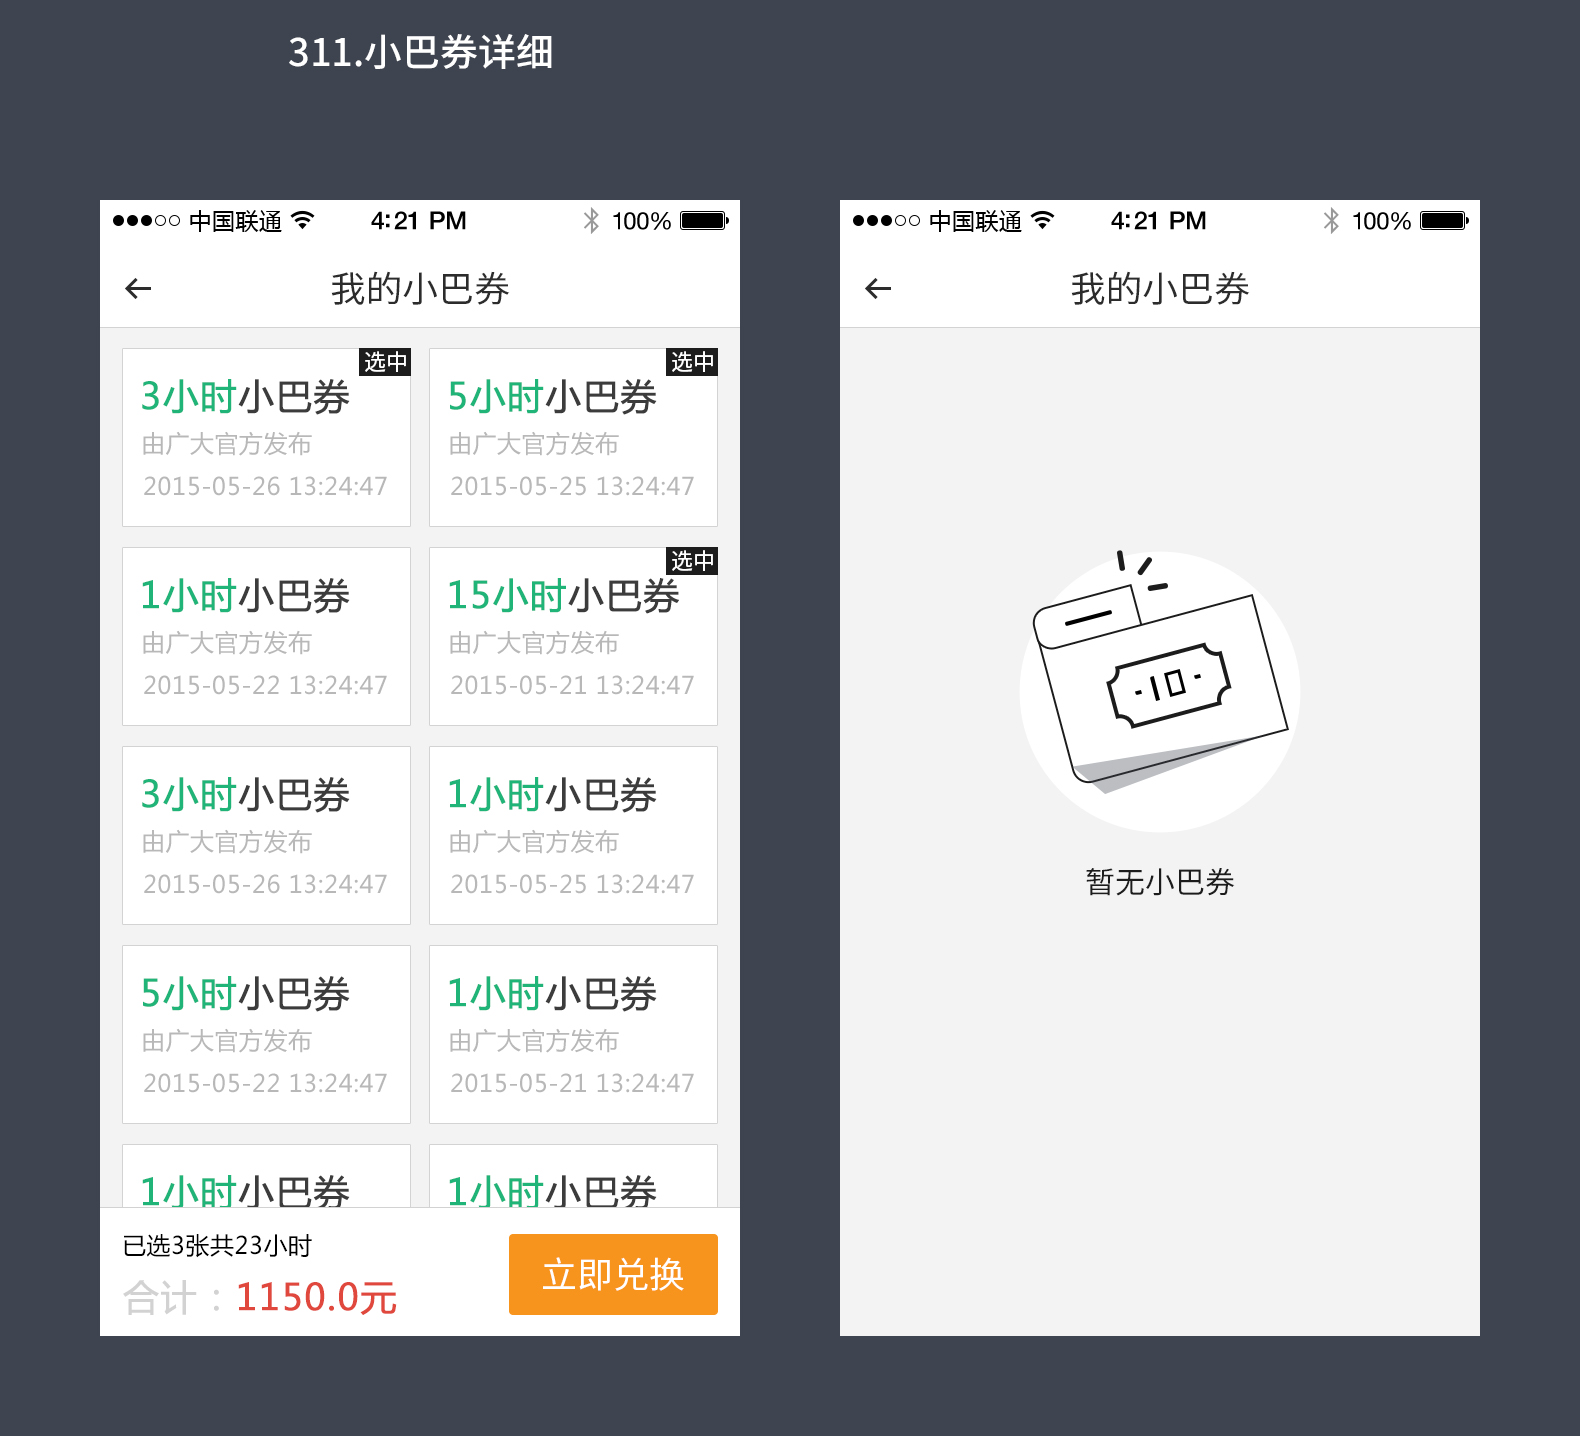 311.小巴券详细
中国联通 4:21 PM 100%
我的小巴券
选中
3小时小巴券
由广大官方发布
2015-05-26 13:24:47
选中
5小时小巴券
由广大官方发布
2015-05-25 13:24:47
1小时小巴券
由广大官方发布
2015-05-22 13:24:47
选中
15小时小巴券
由广大官方发布
2015-05-21 13:24:47
3小时小巴券
由广大官方发布
2015-05-26 13:24:47
1小时小巴券
由广大官方发布
2015-05-25 13:24:47
5小时小巴券
由广大官方发布
2015-05-22 13:24:47
1小时小巴券
由广大官方发布
2015-05-21 13:24:47
1小时小巴券
1小时小巴券
已选3张共23小时
合计：1150.0元
立即兑换
中国联通 4:21 PM 100%
我的小巴券
·10·
暂无小巴券